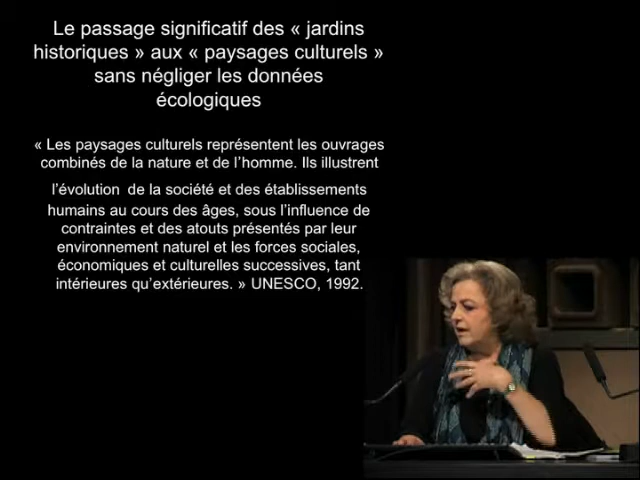 Le passage significatif des « jardins
historiques » aux « paysages culturels »
sans négliger les données
écologiques
« Les paysages culturels représentent les ouvrages
combinés de la nature et de l'homme. Ils illustrent
l'évolution de la société et des établissements
humains au cours des âges, sous l'influence de
contraintes et des atouts présentés par leur
environnement naturel et les forces sociales,
économiques et culturelles successives, tant
intérieures qu'extérieures. » UNESCO, 1992.